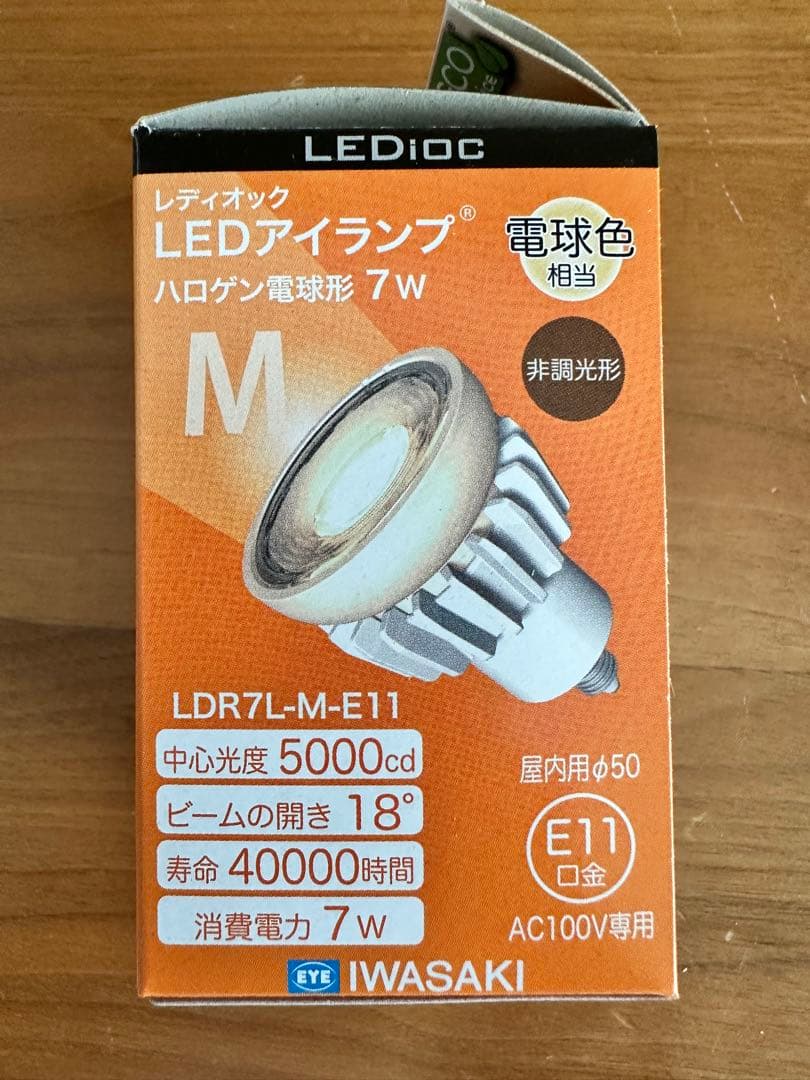 LEDioc
レディオック
LEDアイランプ®
ハロゲン電球形 7W
電球色
相当
非調光形
M
LDR7L-M-E11
中心光度 5000cd
ビームの開き 18°
寿命 40000時間
消費電力 7W
屋内用φ50
E11
口金
AC100V専用
EYE IWASAKI